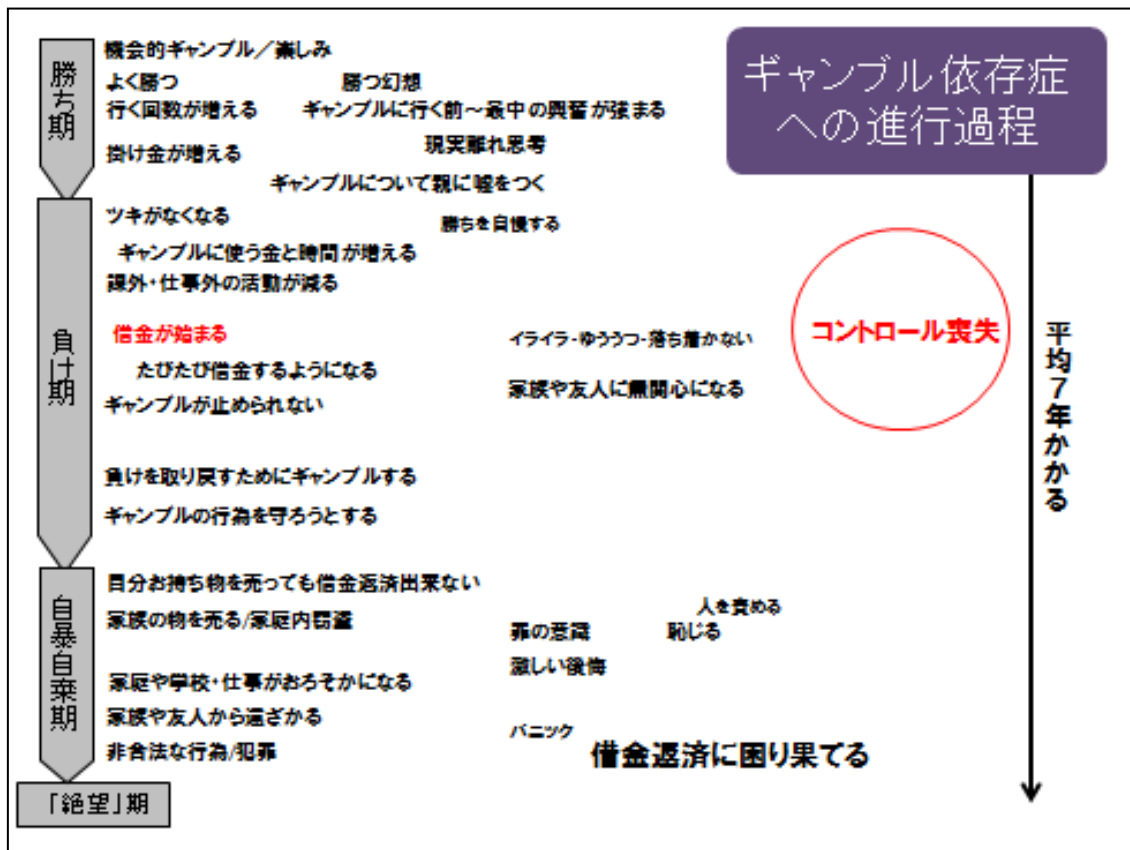 勝ち期
機会的ギャンブル／楽しみ
よく勝つ
勝つ幻想
行く回数が増える
ギャンブルに行く前～最中の興奮が強まる
掛け金が増える
現実離れ思考
ギャンブルについて親に嘘をつく
ギャンブル依存症
への進行過程
負け期
ツキがなくなる
勝ちを自慢する
ギャンブルに使う金と時間が増える
課外・仕事外の活動が減る
借金が始まる
イライラ・ゆううつ・落ち着かない
たびたび借金するようになる
家族や友人に無関心になる
ギャンブルが止められない
負けを取り戻すためにギャンブルする
ギャンブルの行為を守ろうとする
コントロール喪失
平均７年かかる
自暴自棄期
自分お持ち物を売っても借金返済出来ない
人を責める
家族の物を売る/家庭内窃盗
罪の意識
恥じる
激しい後悔
家庭や学校・仕事がおろそかになる
家族や友人から遠ざかる
パニック
非合法な行為/犯罪
借金返済に困り果てる
「絶望」期